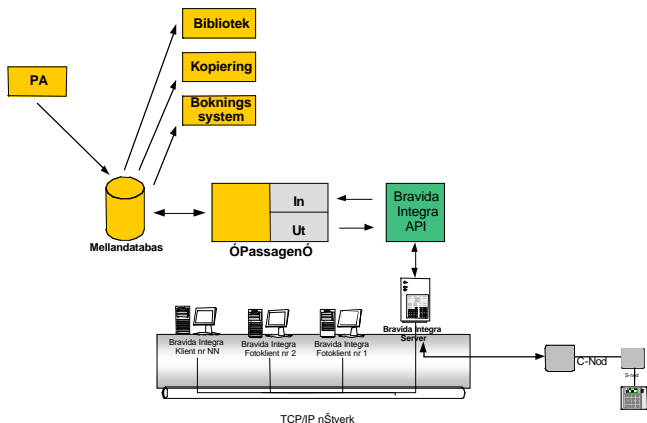 Bibliotek
Kopiering
PA
Boknings
system
In
Ut
Bravida
Integra
API
Mellandatabas
ÓPassagenÓ
Bravida Integra
Klient nr NN
Bravida Integra
Fotoklient nr 2
Bravida Integra
Fotoklient nr 1
Bravida Integra
Server
C-Nod
S-nod
TCP/IP nŠtverk